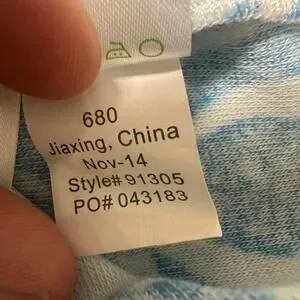 680
Jiaxing, China
Nov-14
Style# 91305
PO# 043183